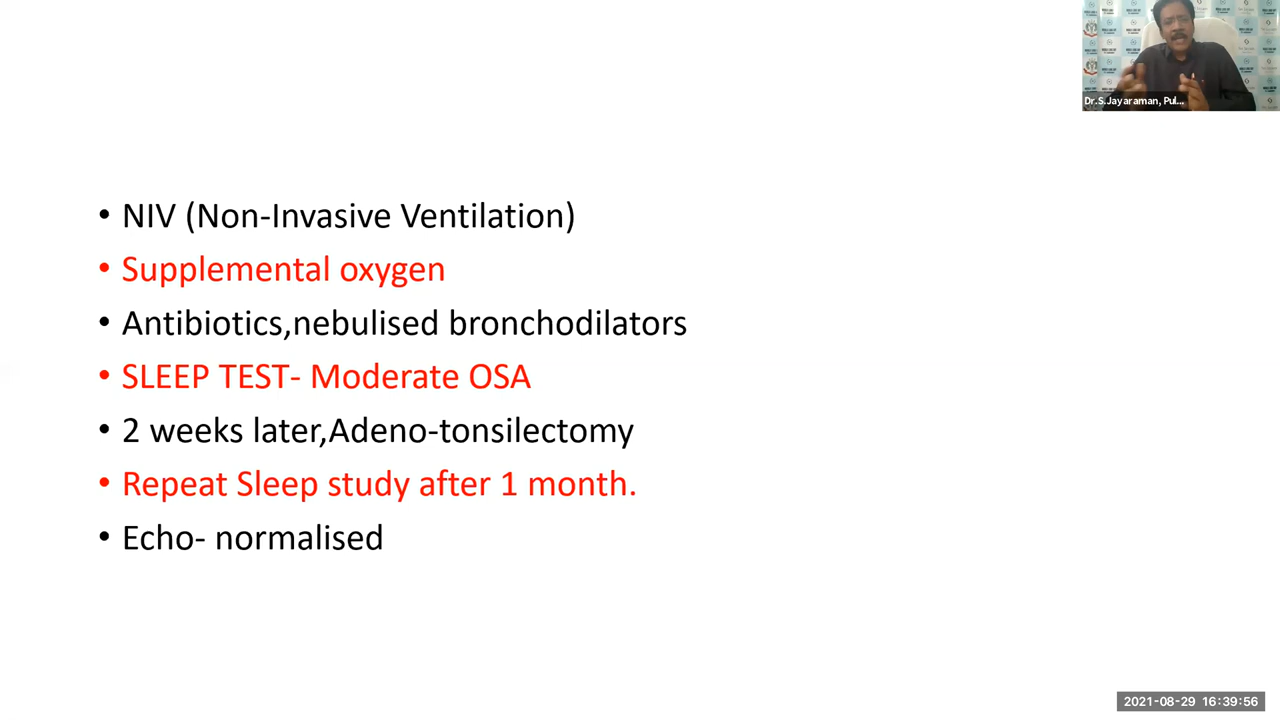 Dr.S.Jayaraman, Pul...
• NIV (Non-Invasive Ventilation)
• Supplemental oxygen
• Antibiotics,nebulised bronchodilators
• SLEEP TEST- Moderate OSA
• 2 weeks later,Adeno-tonsilectomy
• Repeat Sleep study after 1 month.
• Echo- normalised
2021-08-29 16:39:56